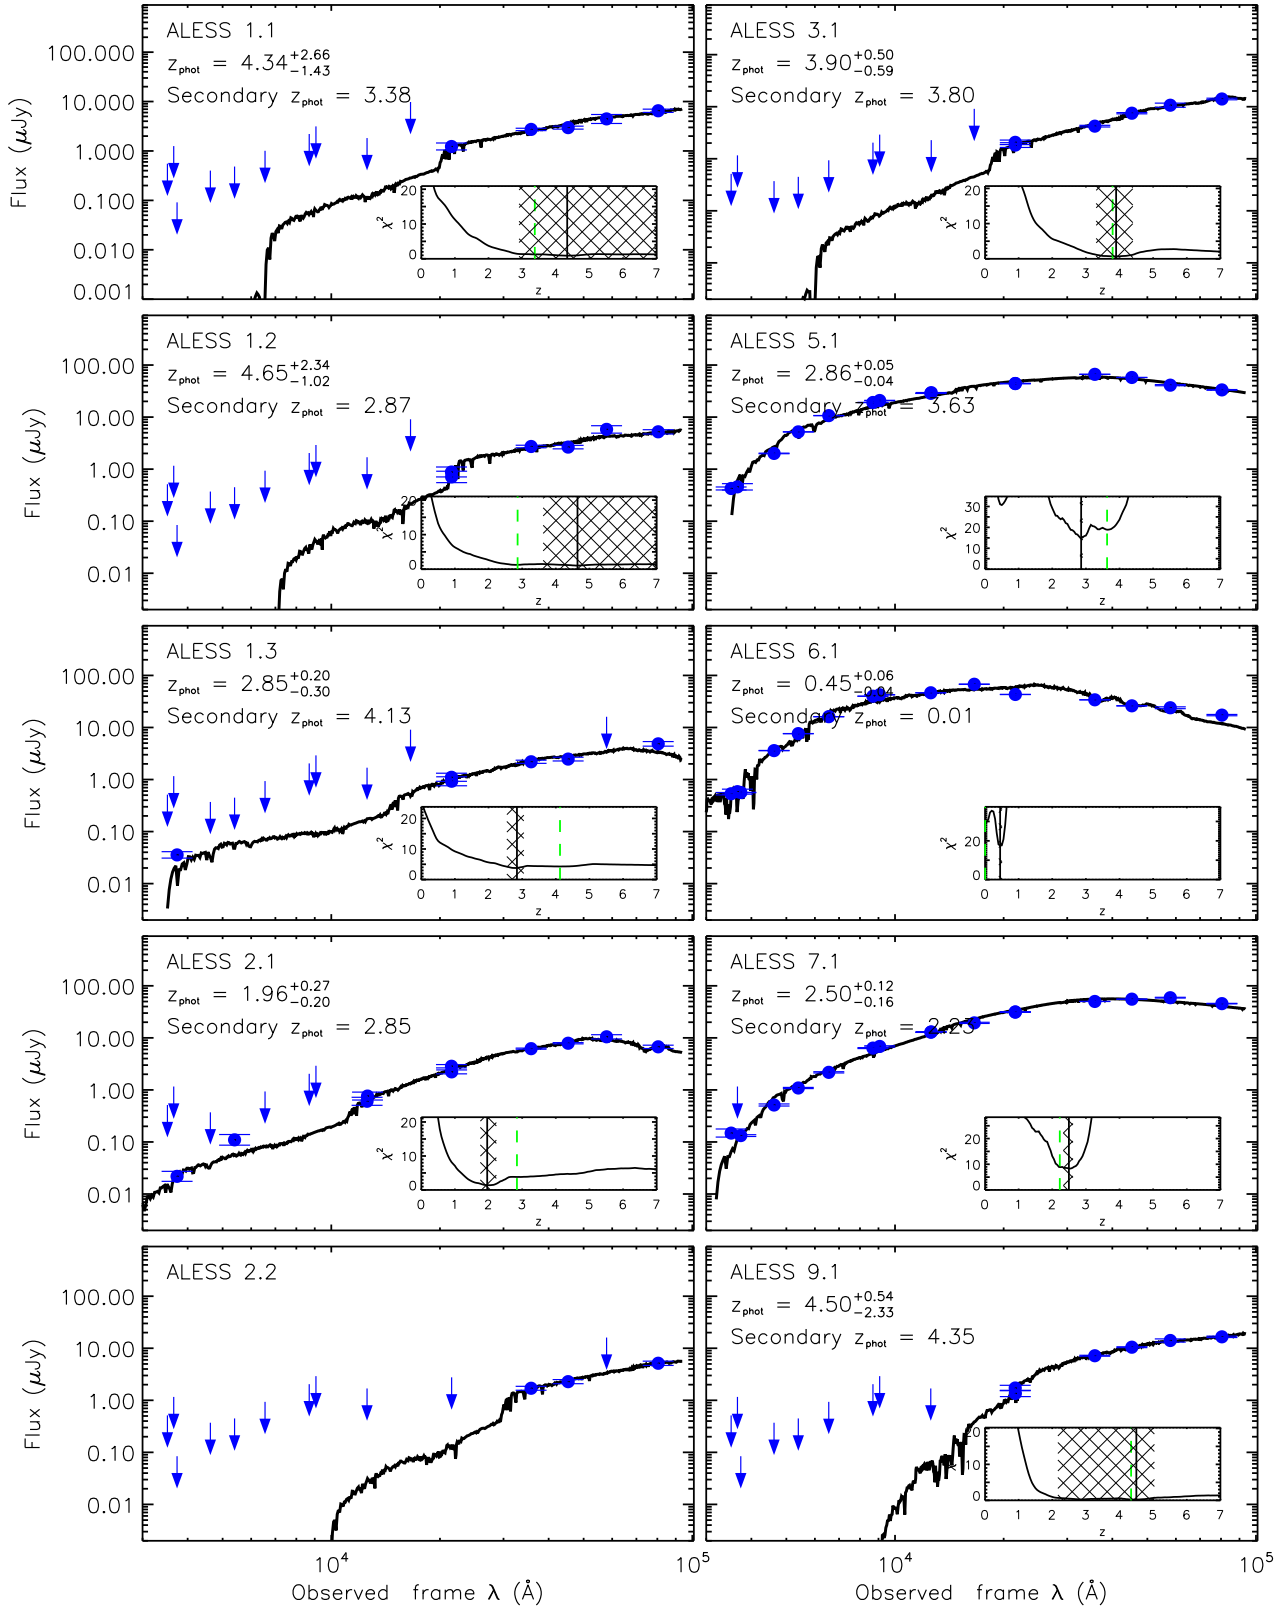 ALESS 1.1
z_phot = 4.34 +2.66 −1.43
Secondary z_phot = 3.38
Flux (μJy)
100.000
10.000
1.000
0.100
0.010
0.001
χ²
20
10
0
0 1 2 3 4 5 6 7
z
ALESS 3.1
z_phot = 3.90 +0.50 −0.59
Secondary z_phot = 3.80
χ²
20
10
0
0 1 2 3 4 5 6 7
z
ALESS 1.2
z_phot = 4.65 +2.34 −1.02
Secondary z_phot = 2.87
Flux (μJy)
100.00
10.00
1.00
0.10
0.01
χ²
20
10
0
0 1 2 3 4 5 6 7
z
ALESS 5.1
z_phot = 2.86 +0.05 −0.04
Secondary z_phot = 3.63
χ²
30
20
10
0
0 1 2 3 4 5 6 7
z
ALESS 1.3
z_phot = 2.85 +0.20 −0.30
Secondary z_phot = 4.13
Flux (μJy)
100.00
10.00
1.00
0.10
0.01
χ²
20
10
0
0 1 2 3 4 5 6 7
z
ALESS 6.1
z_phot = 0.45 +0.06 −0.04
Secondary z_phot = 0.01
χ²
30
20
10
0
0 1 2 3 4 5 6 7
z
ALESS 2.1
z_phot = 1.96 +0.27 −0.20
Secondary z_phot = 2.85
Flux (μJy)
100.00
10.00
1.00
0.10
0.01
χ²
20
10
0
0 1 2 3 4 5 6 7
z
ALESS 7.1
z_phot = 2.50 +0.12 −0.16
Secondary z_phot = 2.23
χ²
20
10
0
0 1 2 3 4 5 6 7
z
ALESS 2.2
Flux (μJy)
100.00
10.00
1.00
0.10
0.01
10⁴
10⁵
Observed frame λ (Å)
ALESS 9.1
z_phot = 4.50 +0.54 −2.33
Secondary z_phot = 4.35
χ²
20
10
0
0 1 2 3 4 5 6 7
z
10⁴
10⁵
Observed frame λ (Å)